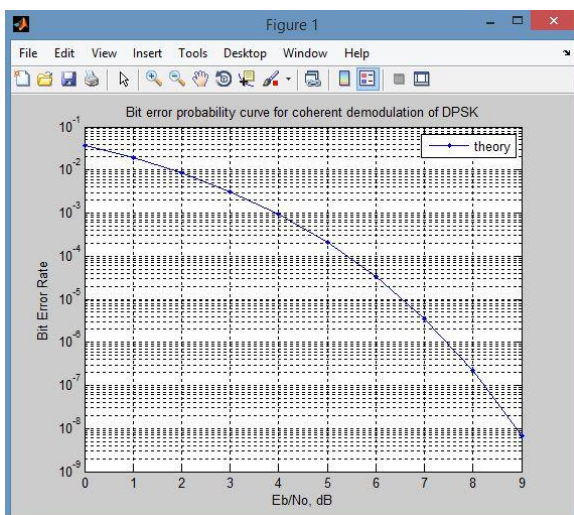 Figure 1
File Edit View Insert Tools Desktop Window Help
Bit error probability curve for coherent demodulation of DPSK
theory
10^-1
10^-2
10^-3
10^-4
10^-5
10^-6
10^-7
10^-8
10^-9
Bit Error Rate
0 1 2 3 4 5 6 7 8 9
Eb/No, dB